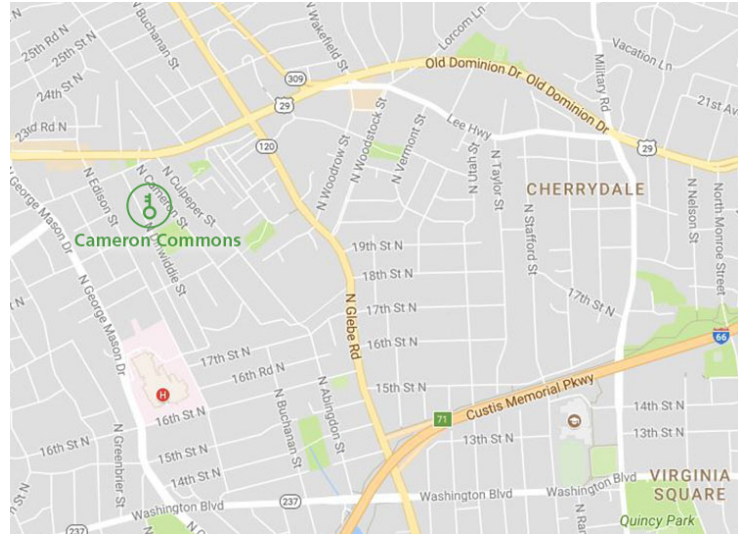 25th Rd N
N Buchanan St
25th St N
24th St N
23rd Rd N
N Wakefield St
Lorcom Ln
Military Rd
Vacation Ln
21st Av
309
29
Old Dominion Dr
Old Dominion Dr
Lee Hwy
29
120
N Woodrow St
N Woodstock St
N Vermont St
N Utah St
N Taylor St
N Stafford St
CHERRYDALE
N Nelson St
North Monroe Street
N George Mason Dr
N Edison St
N Cameron St
N Culpeper St
Cameron Commons
nwiddie St
N George Mason Dr
19th St N
18th St N
17th St N
16th St N
15th St N
N Glebe Rd
17th St N
66
17th St N
16th Rd N
H
16th St N
16th St N
15th St N
14th St N
N Greenbrier St
N Buchanan St
N Abingdon St
71
Custis Memorial Pkwy
13th St N
14th St N
13th St N
237
Washington Blvd
Washington Blvd
237
N G
N Ra
VIRGINIA
SQUARE
Quincy Park